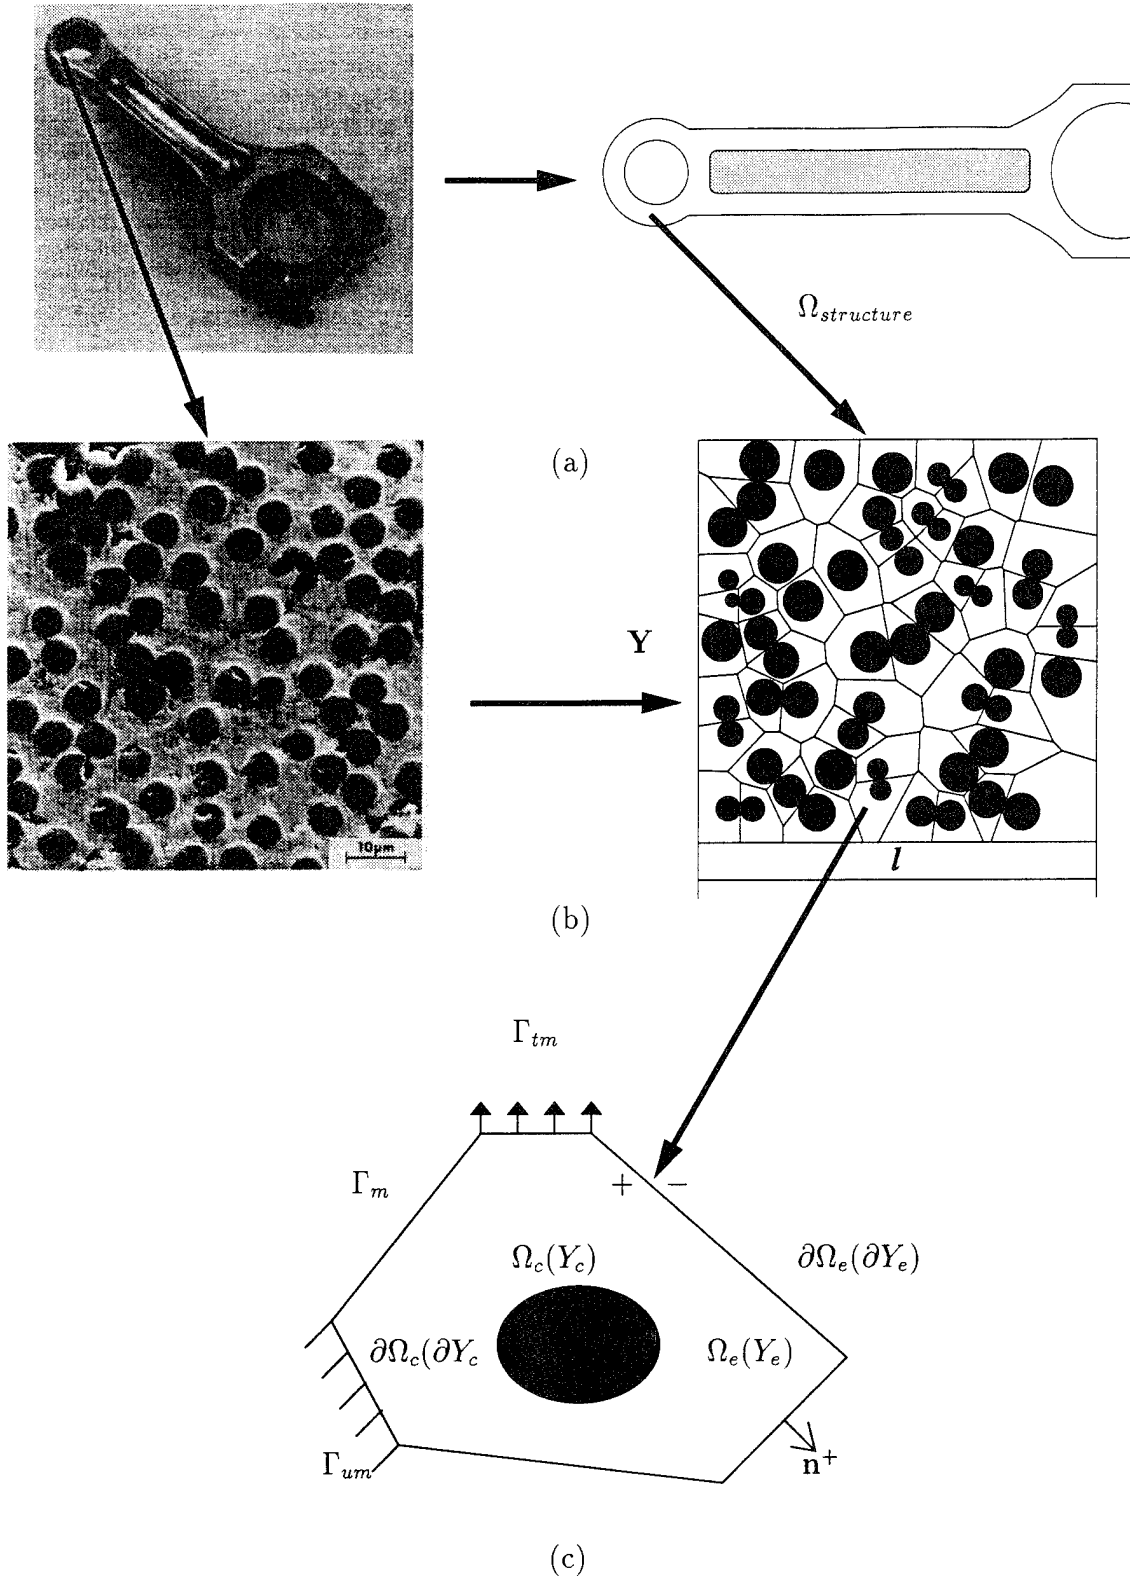 Ω_structure
(a)
Y
10µm
l
(b)
Γ_tm
Γ_m
+ −
Ω_c(Y_c)
∂Ω_e(∂Y_e)
∂Ω_c(∂Y_c
Ω_e(Y_e)
Γ_um
n⁺
(c)